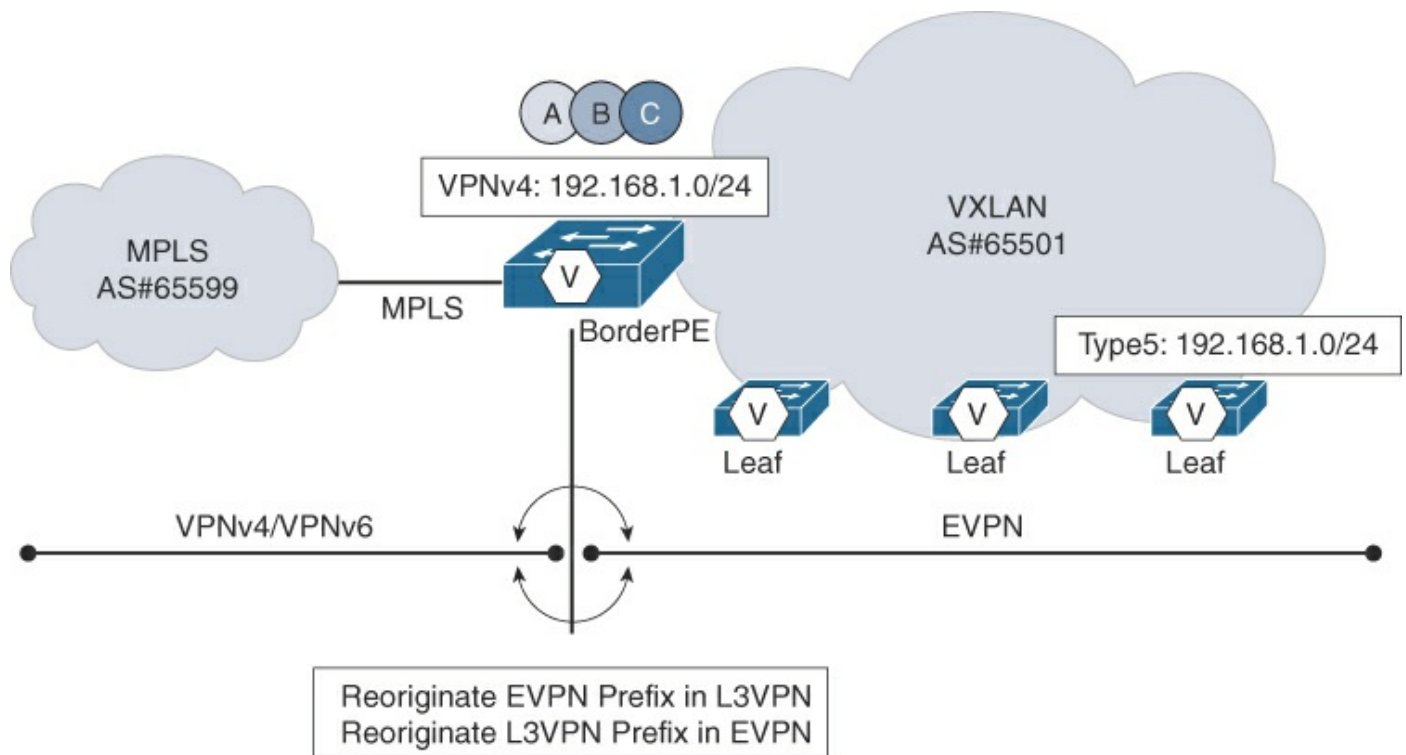 A
B
C
VPNv4: 192.168.1.0/24
MPLS
AS#65599
MPLS
V
BorderPE
VXLAN
AS#65501
Type5: 192.168.1.0/24
V
Leaf
V
Leaf
V
Leaf
VPNv4/VPNv6
EVPN
Reoriginate EVPN Prefix in L3VPN
Reoriginate L3VPN Prefix in EVPN